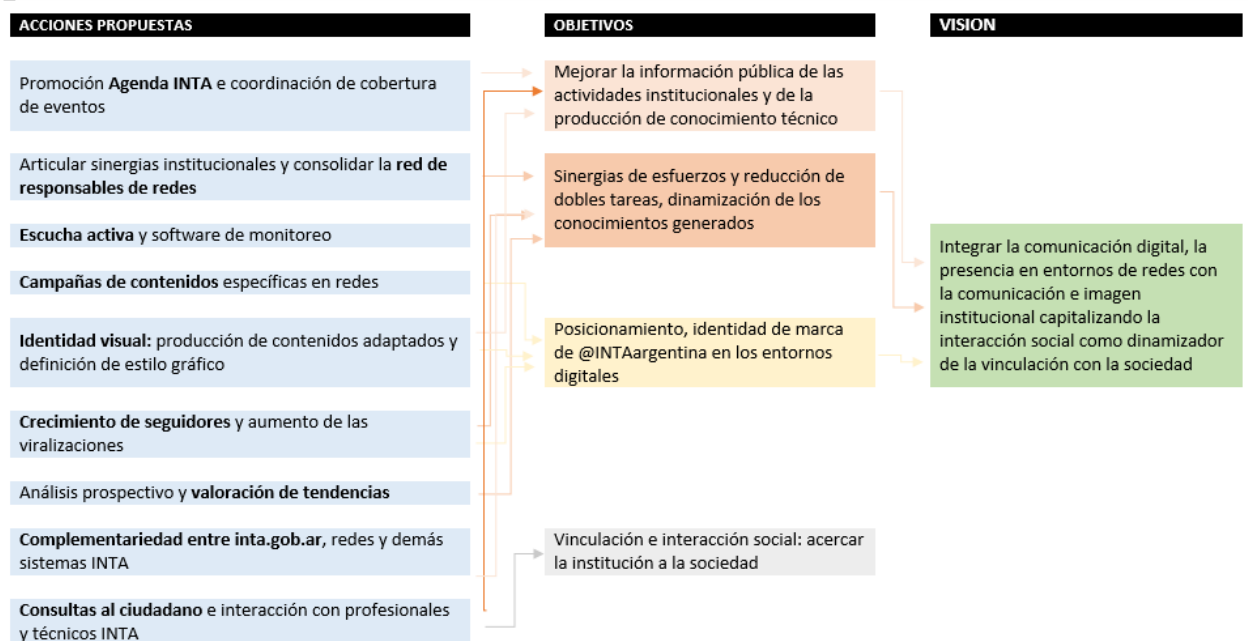 ACCIONES PROPUESTAS
Promoción Agenda INTA e coordinación de cobertura
de eventos
Articular sinergias institucionales y consolidar la red de
responsables de redes
Escucha activa y software de monitoreo
Campañas de contenidos específicas en redes
Identidad visual: producción de contenidos adaptados y
definición de estilo gráfico
Crecimiento de seguidores y aumento de las
viralizaciones
Análisis prospectivo y valoración de tendencias
Complementariedad entre inta.gob.ar, redes y demás
sistemas INTA
Consultas al ciudadano e interacción con profesionales
y técnicos INTA
OBJETIVOS
Mejorar la información pública de las
actividades institucionales y de la
producción de conocimiento técnico
Sinergias de esfuerzos y reducción de
dobles tareas, dinamización de los
conocimientos generados
Posicionamiento, identidad de marca
de @INTAargentina en los entornos
digitales
Vinculación e interacción social: acercar
la institución a la sociedad
VISION
Integrar la comunicación digital, la
presencia en entornos de redes con
la comunicación e imagen
institucional capitalizando la
interacción social como dinamizador
de la vinculación con la sociedad